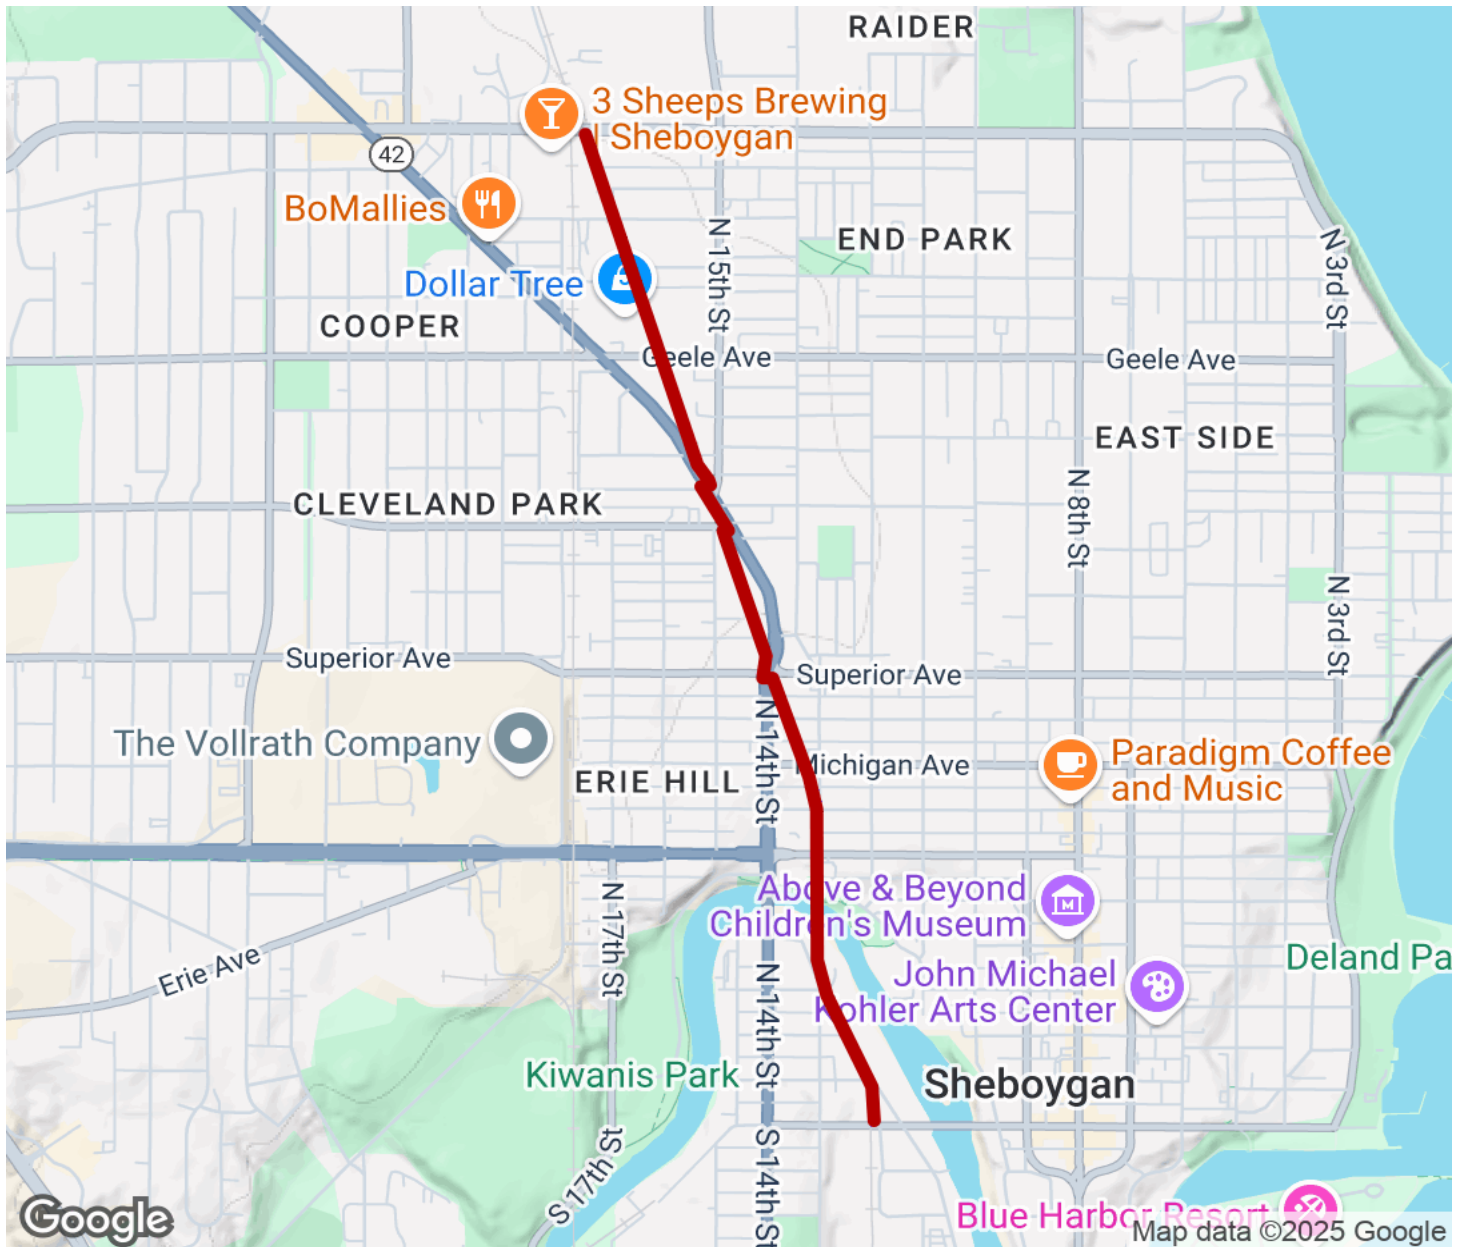 RAIDER
3 Sheeps Brewing
| Sheboygan
42
BoMallies
END PARK
N 15th St
N 3rd St
Dollar Tree
COOPER
Geele Ave
Geele Ave
EAST SIDE
CLEVELAND PARK
N 8th St
N 3rd St
Superior Ave
Superior Ave
N 14th St
The Vollrath Company
Michigan Ave
Paradigm Coffee
and Music
ERIE HILL
Above & Beyond
Children's Museum
N 17th St
Erie Ave
Deland Pa
John Michael
Kohler Arts Center
N 14th St
Kiwanis Park
Sheboygan
S 17th St
S 14th St
Blue Harbor Resort
Google
Map data ©2025 Google